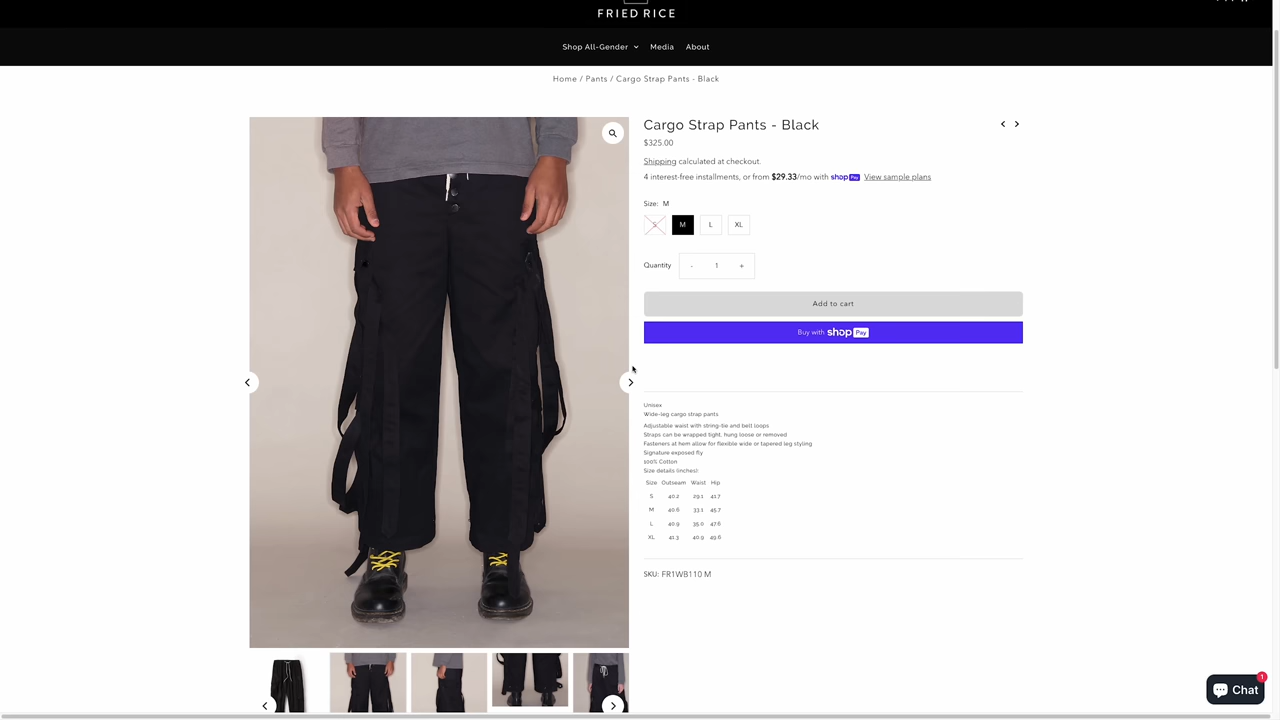 FRIED RICE
Shop All-Gender Media About
Home / Pants / Cargo Strap Pants - Black
Cargo Strap Pants - Black
$325.00
Shipping calculated at checkout.
4 interest-free installments, or from $29.33/mo with shop Pay View sample plans
Size: M
S M L XL
Quantity - 1 +
Add to cart
Buy with shop Pay
Unisex
Wide-leg cargo strap pants
Adjustable waist with string-tie and belt loops
Straps can be wrapped tight, hung loose or removed
Fasteners at hem allow for flexible wide or tapered leg styling
Signature exposed fly
100% Cotton
Size details (inches):
Size Outseam Waist Hip
S 40.2 29.1 41.7
M 40.6 33.1 45.7
L 40.9 35.0 47.6
XL 41.3 40.9 49.6
SKU: FR1WB110 M
Chat 1